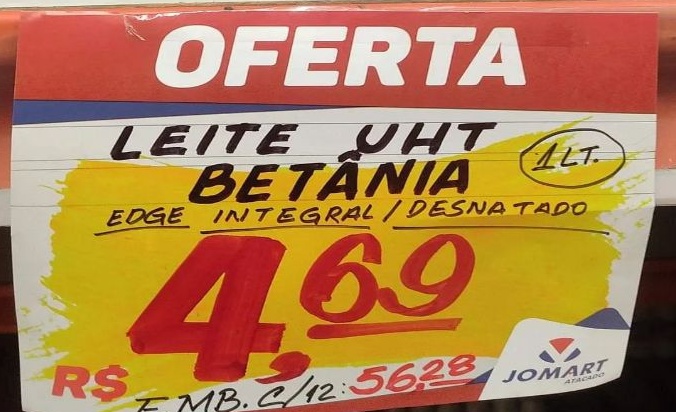 OFERTA
LEITE UHT
1 LT.
BETÂNIA
EDGE INTEGRAL/DESNATADO
R$ 4,69
EMB. C/12: 56,28
JOMART
ATACADO